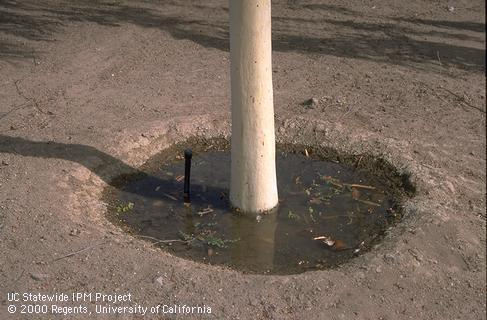 UC Statewide IPM Project
© 2000 Regents, University of California